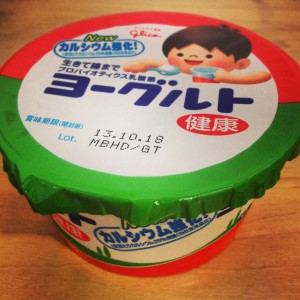 glico
New
カルシウム強化!
生きて腸まで
プロバイオティクス乳酸菌
ヨーグルト
健康
賞味期限(開封前)
Lot.
13.10.18
MBHD/GT
New
カルシウム強化!